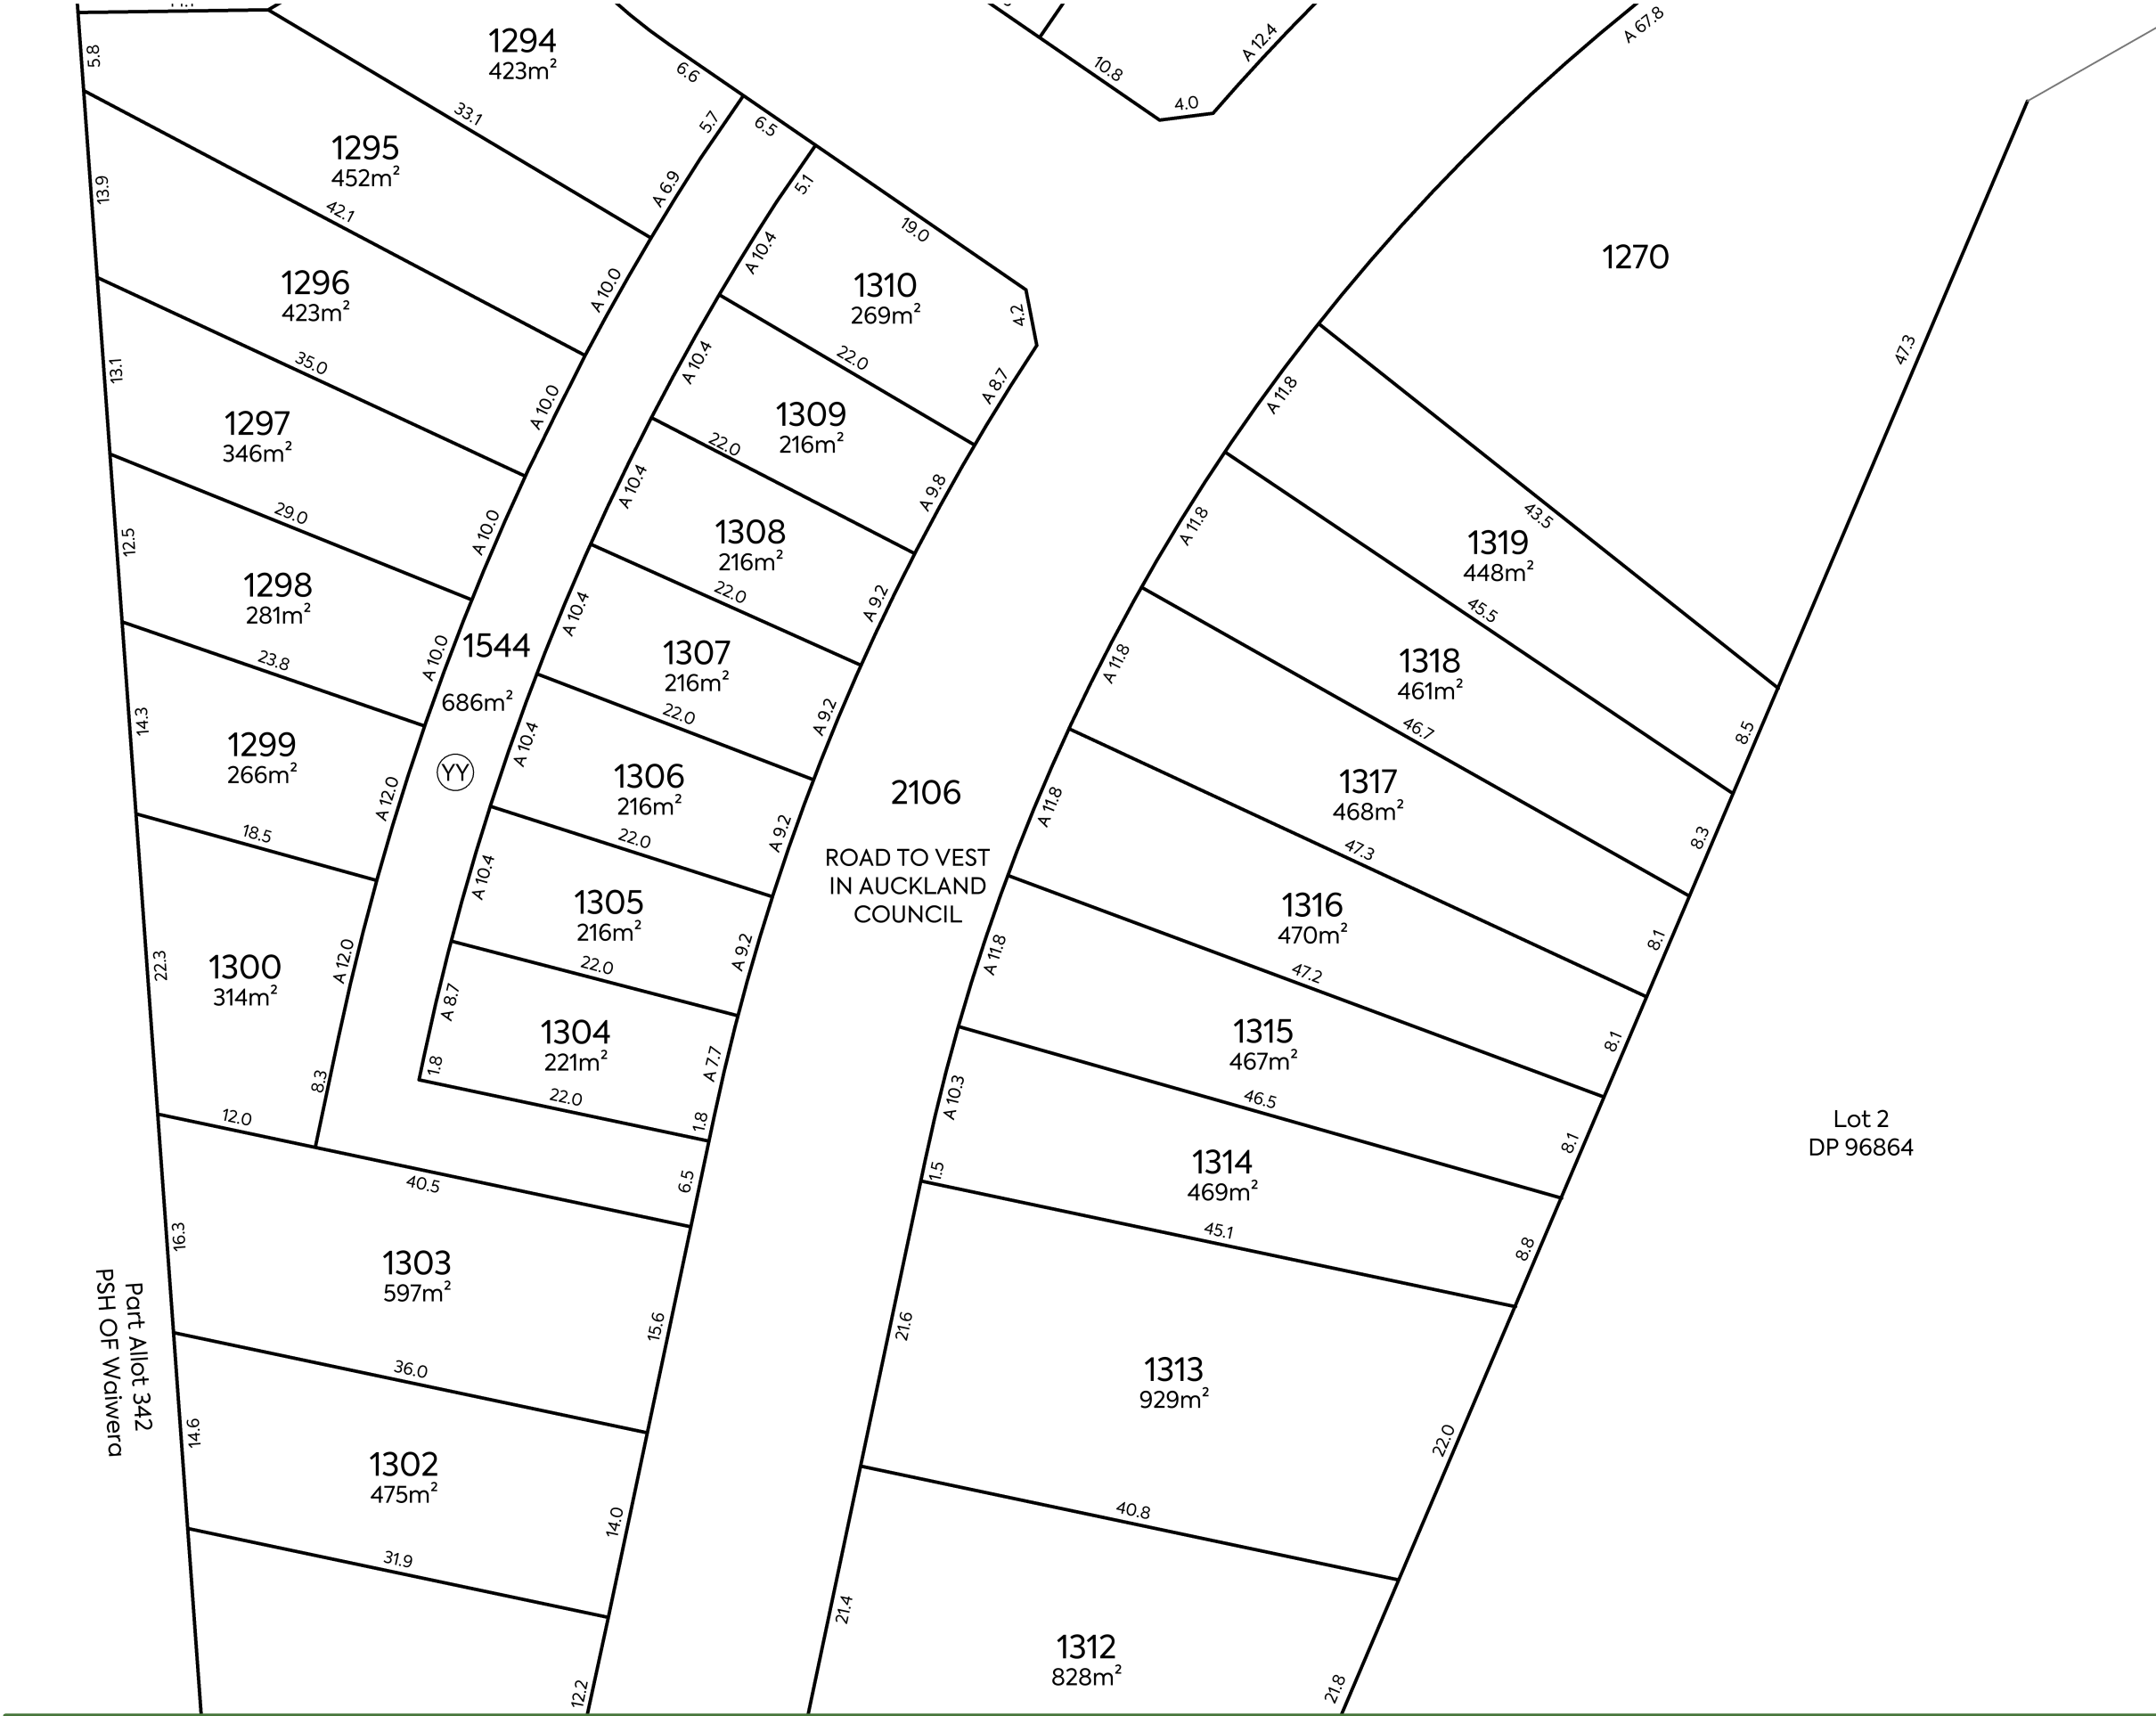 5.8
1294
423m²
6.6
10.8
A 12.4
4.0
A 67.8
33.1
5.7
6.5
1295
452m²
13.9
42.1
A 6.9
5.1
19.0
A 10.4
1270
1296
423m²
A 10.0
1310
269m²
4.2
47.3
13.1
35.0
A 10.4
22.0
A 8.7
A 11.8
1297
346m²
A 10.0
1309
216m²
22.0
A 10.4
A 9.8
12.5
29.0
A 10.0
1308
216m²
A 11.8
43.5
1319
448m²
1298
281m²
22.0
A 9.2
A 10.4
45.5
23.8
A 10.0
1544
686m²
YY
1307
216m²
22.0
A 9.2
A 11.8
1318
461m²
46.7
8.5
14.3
1299
266m²
A 12.0
A 10.4
1306
216m²
22.0
A 9.2
2106
ROAD TO VEST
IN AUCKLAND
COUNCIL
A 11.8
1317
468m²
47.3
8.3
18.5
A 10.4
1305
216m²
22.0
A 9.2
A 11.8
1316
470m²
47.2
8.1
22.3
1300
314m²
A 12.0
8.3
12.0
A 8.7
1.8
1304
221m²
22.0
A 7.7
1.8
A 10.3
1.5
1315
467m²
46.5
8.1
Lot 2
DP 96864
40.5
6.5
1314
469m²
45.1
8.1
8.8
16.3
1303
597m²
15.6
21.6
Part Allot 342
PSH OF Waiwera
36.0
1313
929m²
22.0
14.6
1302
475m²
14.0
40.8
31.9
12.2
21.4
1312
828m²
21.8